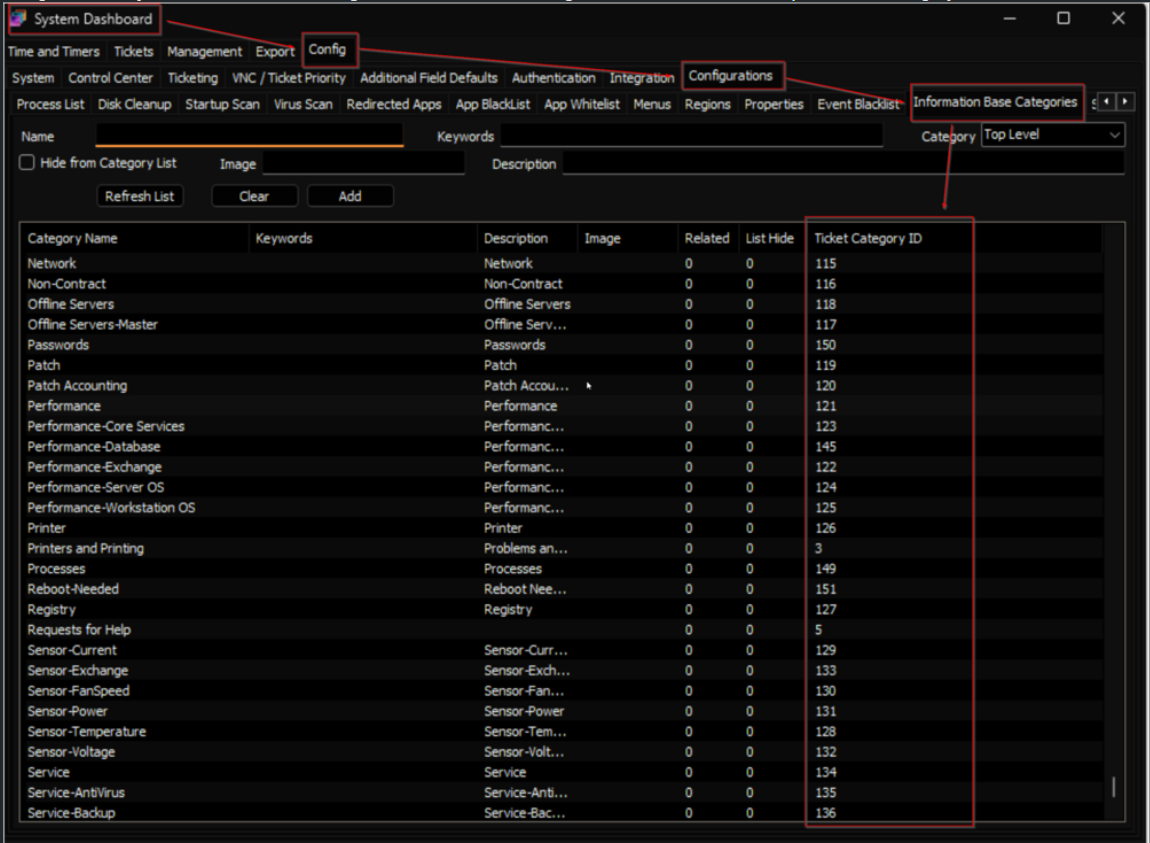 System Dashboard
Time and Timers Tickets Management Export Config
System Control Center Ticketing VNC / Ticket Priority Additional Field Defaults Authentication Integration Configurations
Process List Disk Cleanup Startup Scan Virus Scan Redirected Apps App BlackList App Whitelist Menus Regions Properties Event Blacklist Information Base Categories
Name Keywords Category Top Level
Hide from Category List Image Description
Refresh List Clear Add
Category Name Keywords Description Image Related List Hide Ticket Category ID
Network Network 0 0 115
Non-Contract Non-Contract 0 0 116
Offline Servers Offline Servers 0 0 118
Offline Servers-Master Offline Serv... 0 0 117
Passwords Passwords 0 0 150
Patch Patch 0 0 119
Patch Accounting Patch Accou... 0 0 120
Performance Performance 0 0 121
Performance-Core Services Performanc... 0 0 123
Performance-Database Performanc... 0 0 145
Performance-Exchange Performanc... 0 0 122
Performance-Server OS Performanc... 0 0 124
Performance-Workstation OS Performanc... 0 0 125
Printer Printer 0 0 126
Printers and Printing Problems an... 0 0 3
Processes Processes 0 0 149
Reboot-Needed Reboot Nee... 0 0 151
Registry Registry 0 0 127
Requests for Help 0 0 5
Sensor-Current Sensor-Curr... 0 0 129
Sensor-Exchange Sensor-Exch... 0 0 133
Sensor-FanSpeed Sensor-Fan... 0 0 130
Sensor-Power Sensor-Power 0 0 131
Sensor-Temperature Sensor-Tem... 0 0 128
Sensor-Voltage Sensor-Volt... 0 0 132
Service Service 0 0 134
Service-AntiVirus Service-Anti... 0 0 135
Service-Backup Service-Bac... 0 0 136